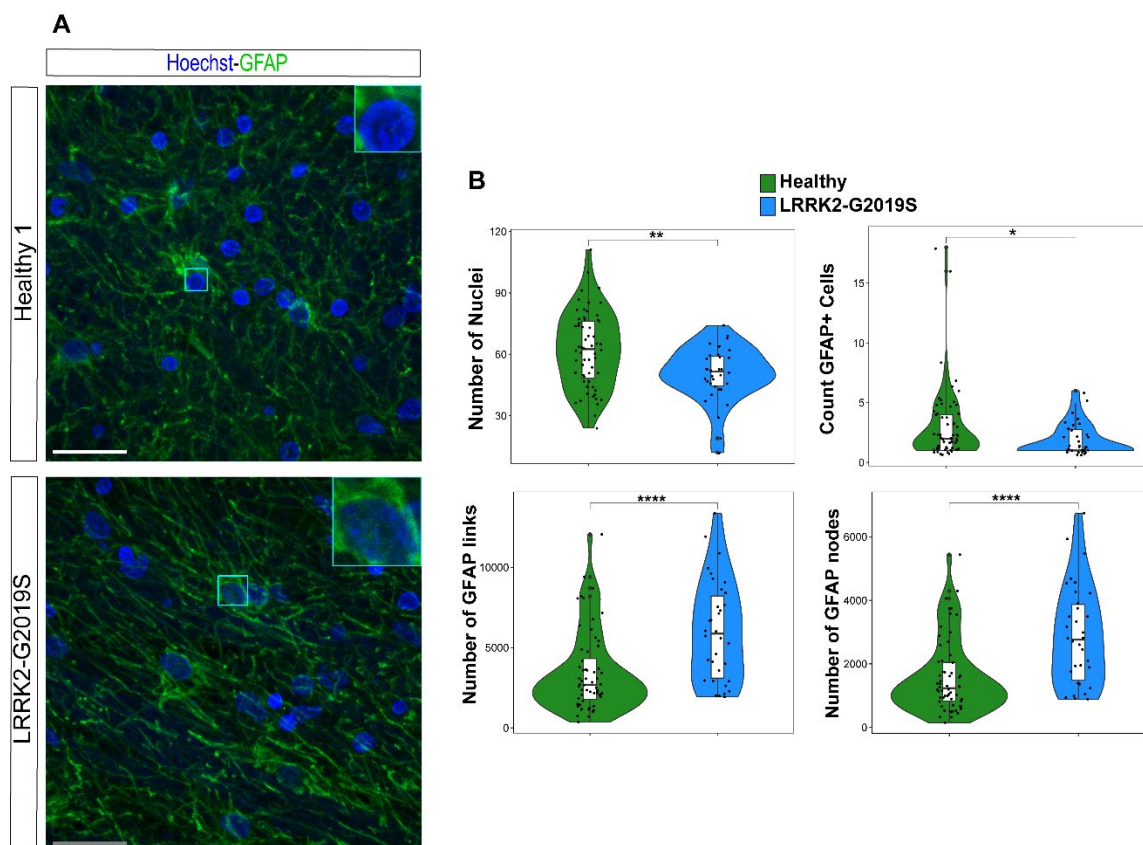 A
Hoechst-GFAP
Healthy 1
LRRK2-G2019S
B
Healthy
LRRK2-G2019S
Number of Nuclei
120
90
60
30
**
Count GFAP+ Cells
15
10
5
0
*
Number of GFAP links
10000
5000
0
****
Number of GFAP nodes
6000
4000
2000
0
****